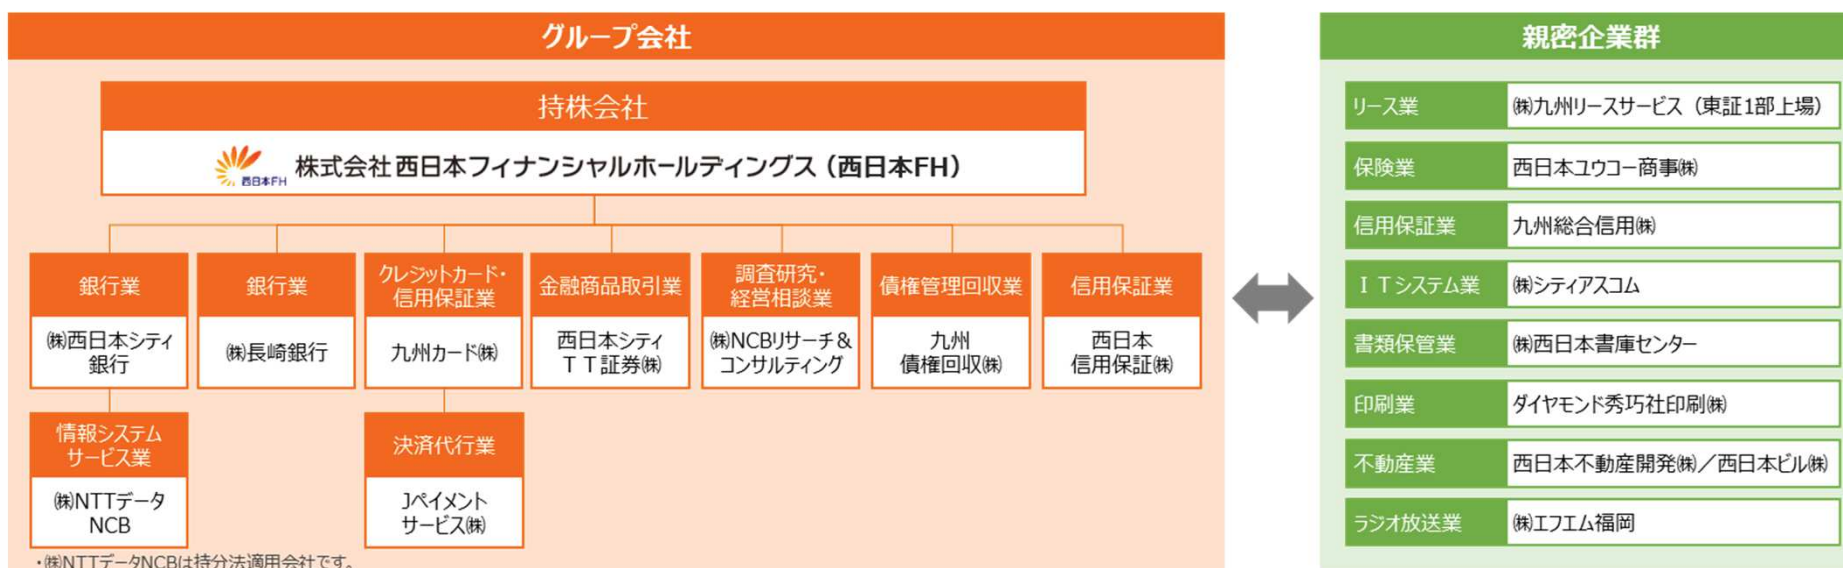 グループ会社
持株会社
西日本FH
株式会社 西日本フィナンシャルホールディングス（西日本FH）
銀行業
㈱西日本シティ
銀行
銀行業
㈱長崎銀行
クレジットカード・
信用保証業
九州カード㈱
金融商品取引業
西日本シティ
ＴＴ証券㈱
調査研究・
経営相談業
㈱NCBリサーチ＆
コンサルティング
債権管理回収業
九州
債権回収㈱
信用保証業
西日本
信用保証㈱
情報システム
サービス業
㈱NTTデータ
NCB
決済代行業
Jペイメント
サービス㈱
・㈱NTTデータNCBは持分法適用会社です。
親密企業群
リース業
㈱九州リースサービス（東証1部上場）
保険業
西日本ユウコー商事㈱
信用保証業
九州総合信用㈱
ＩＴシステム業
㈱シティアスコム
書類保管業
㈱西日本書庫センター
印刷業
ダイヤモンド秀巧社印刷㈱
不動産業
西日本不動産開発㈱／西日本ビル㈱
ラジオ放送業
㈱エフエム福岡